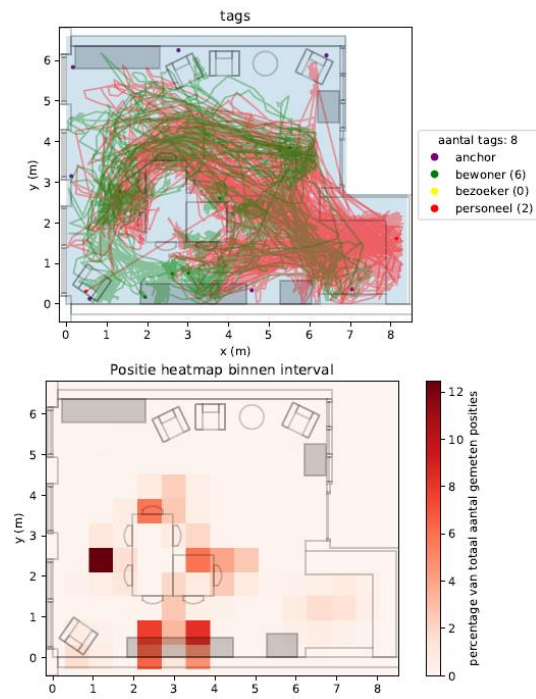 tags
6
5
4
3
2
1
0
y (m)
0 1 2 3 4 5 6 7 8
x (m)
aantal tags: 8
anchor
bewoner (6)
bezoeker (0)
personeel (2)
Positie heatmap binnen interval
6
5
4
3
2
1
0
y (m)
0 1 2 3 4 5 6 7 8
12
10
8
6
4
2
0
percentage van totaal aantal gemeten posities